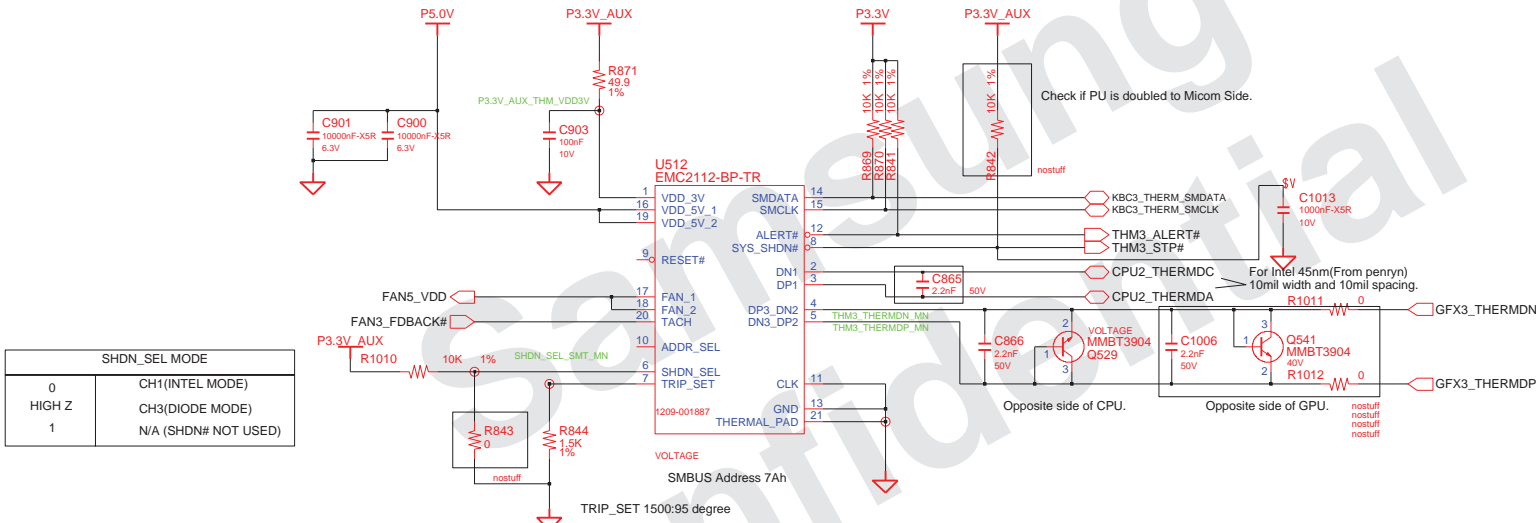 P5.0V
P3.3V_AUX
P3.3V
P3.3V_AUX
R871
49.9
1%
P3.3V_AUX_THM_VDD3V
C901
10000nF-X5R
6.3V
C900
10000nF-X5R
6.3V
C903
100nF
10V
10K 1%
10K 1%
10K 1%
R869
R870
R841
10K 1%
R842
nostuff
Check if PU is doubled to Micom Side.
U512
EMC2112-BP-TR
1 VDD_3V
16 VDD_5V_1
19 VDD_5V_2
9 RESET#
17 FAN_1
18 FAN_2
20 TACH
10 ADDR_SEL
6 SHDN_SEL
7 TRIP_SET
SMDATA 14
SMCLK 15
ALERT# 12
SYS_SHDN# 8
DN1 2
DP1 3
DP3_DN2 4
DN3_DP2 5
CLK 11
GND 13
THERMAL_PAD 21
1209-001887
VOLTAGE
KBC3_THERM_SMDATA
KBC3_THERM_SMCLK
THM3_ALERT#
THM3_STP#
CPU2_THERMDC
CPU2_THERMDA
C1013
1000nF-X5R
10V
For Intel 45nm(From penryn)
10mil width and 10mil spacing.
C865
2.2nF 50V
THM3_THERMDN_MN
THM3_THERMDP_MN
C866
2.2nF
50V
2
1
3
VOLTAGE
MMBT3904
Q529
Opposite side of CPU.
C1006
2.2nF
50V
3
1
2
Q541
MMBT3904
40V
R1011 0
R1012 0
GFX3_THERMDN
GFX3_THERMDP
Opposite side of GPU.
nostuff
nostuff
nostuff
nostuff
FAN5_VDD
FAN3_FDBACK#
P3.3V_AUX
R1010 10K 1%
SHDN_SEL_SMT_MN
R843
0
nostuff
R844
1.5K
1%
SMBUS Address 7Ah
TRIP_SET 1500:95 degree
SHDN_SEL MODE
0 CH1(INTEL MODE)
HIGH Z CH3(DIODE MODE)
1 N/A (SHDN# NOT USED)
Samsung
Confidential